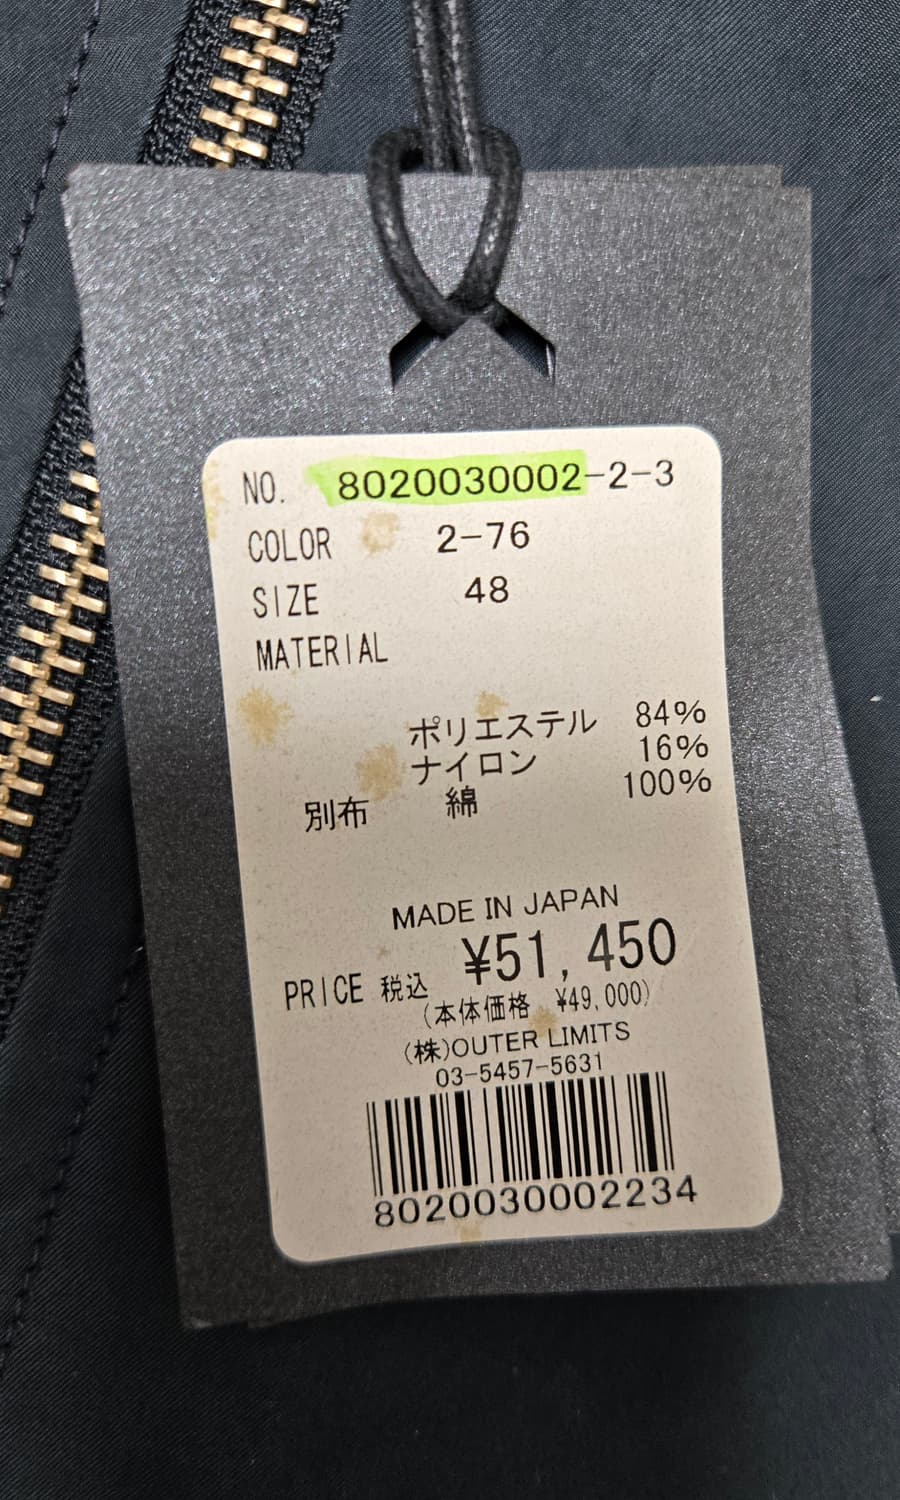 NO. 8020030002-2-3
COLOR 2-76
SIZE 48
MATERIAL
ポリエステル 84%
ナイロン 16%
別布 綿 100%
MADE IN JAPAN
PRICE 税込 ¥51,450
(本体価格 ¥49,000)
(株)OUTER LIMITS
03-5457-5631
8020030002234